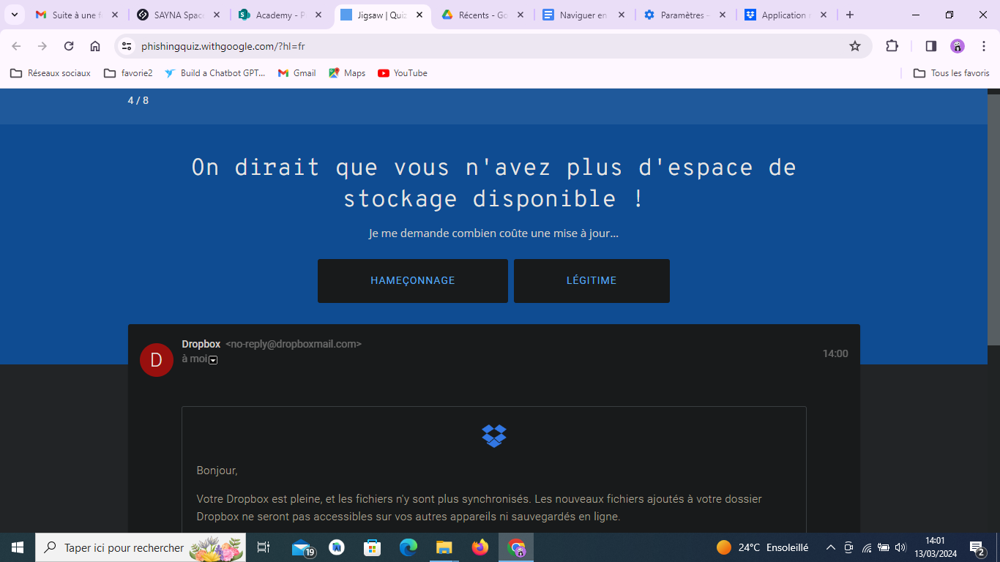 Suite à une fa
SAYNA Space
Academy - P
Jigsaw | Quiz
Récents - Go
Naviguer en
Paramètres -
Application
phishingquiz.withgoogle.com/?hl=fr
Réseaux sociaux
favorie2
Build a Chatbot GPT...
Gmail
Maps
YouTube
Tous les favoris
4 / 8
On dirait que vous n'avez plus d'espace de
stockage disponible !
Je me demande combien coûte une mise à jour...
HAMEÇONNAGE
LÉGITIME
D
Dropbox <no-reply@dropboxmail.com>
14:00
à moi
Bonjour,
Votre Dropbox est pleine, et les fichiers n'y sont plus synchronisés. Les nouveaux fichiers ajoutés à votre dossier
Dropbox ne seront pas accessibles sur vos autres appareils ni sauvegardés en ligne.
Taper ici pour rechercher
19
24°C Ensoleillé
14:01
13/03/2024
2